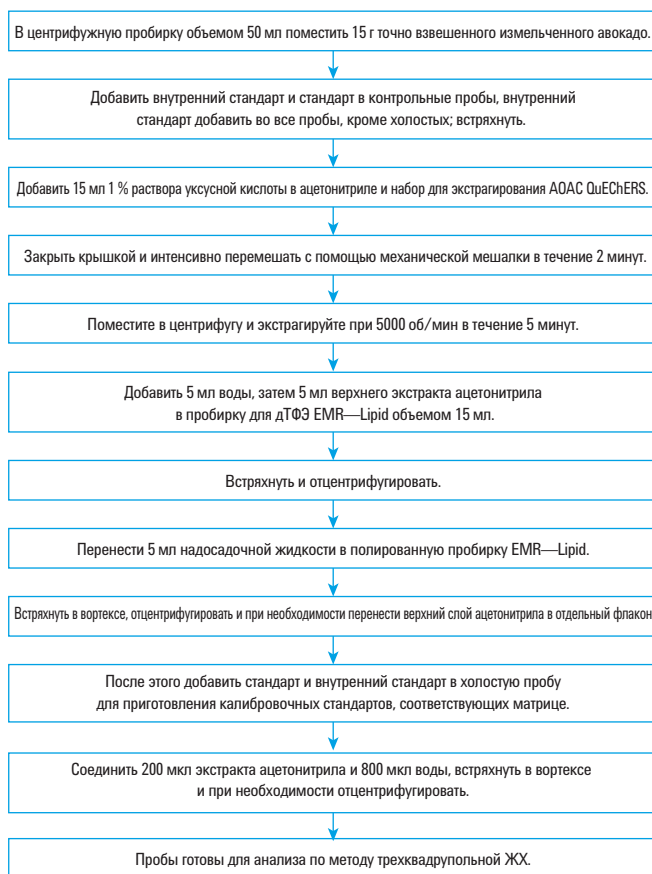 В центрифужную пробирку объемом 50 мл поместить 15 г точно взвешенного измельченного авокадо.
Добавить внутренний стандарт и стандарт в контрольные пробы, внутренний
стандарт добавить во все пробы, кроме холостых; встряхнуть.
Добавить 15 мл 1 % раствора уксусной кислоты в ацетонитриле и набор для экстрагирования AOAC QuEChERS.
Закрыть крышкой и интенсивно перемешать с помощью механической мешалки в течение 2 минут.
Поместите в центрифугу и экстрагируйте при 5000 об/мин в течение 5 минут.
Добавить 5 мл воды, затем 5 мл верхнего экстракта ацетонитрила
в пробирку для дТФЭ EMR—Lipid объемом 15 мл.
Встряхнуть и отцентрифугировать.
Перенести 5 мл надосадочной жидкости в полированную пробирку EMR—Lipid.
Встряхнуть в вортексе, отцентрифугировать и при необходимости перенести верхний слой ацетонитрила в отдельный флакон
После этого добавить стандарт и внутренний стандарт в холостую пробу
для приготовления калибровочных стандартов, соответствующих матрице.
Соединить 200 мкл экстракта ацетонитрила и 800 мкл воды, встряхнуть в вортексе
и при необходимости отцентрифугировать.
Пробы готовы для анализа по методу трехквадрупольной ЖХ.